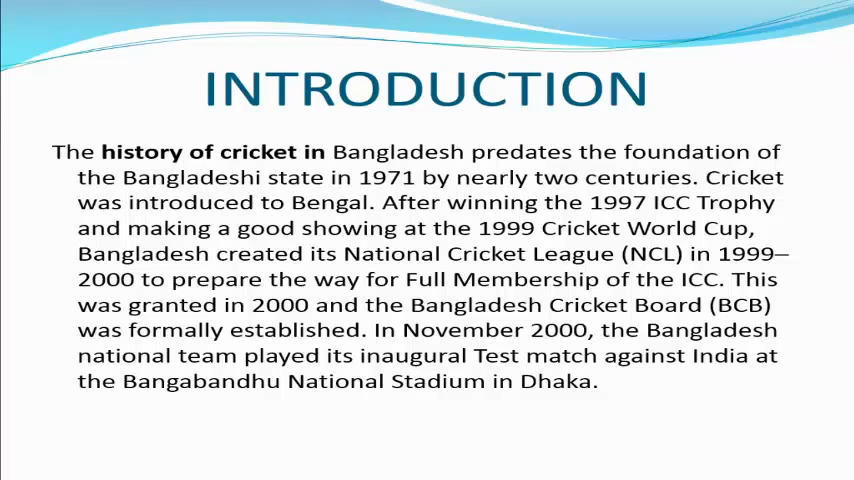 INTRODUCTION
The history of cricket in Bangladesh predates the foundation of
the Bangladeshi state in 1971 by nearly two centuries. Cricket
was introduced to Bengal. After winning the 1997 ICC Trophy
and making a good showing at the 1999 Cricket World Cup,
Bangladesh created its National Cricket League (NCL) in 1999–
2000 to prepare the way for Full Membership of the ICC. This
was granted in 2000 and the Bangladesh Cricket Board (BCB)
was formally established. In November 2000, the Bangladesh
national team played its inaugural Test match against India at
the Bangabandhu National Stadium in Dhaka.